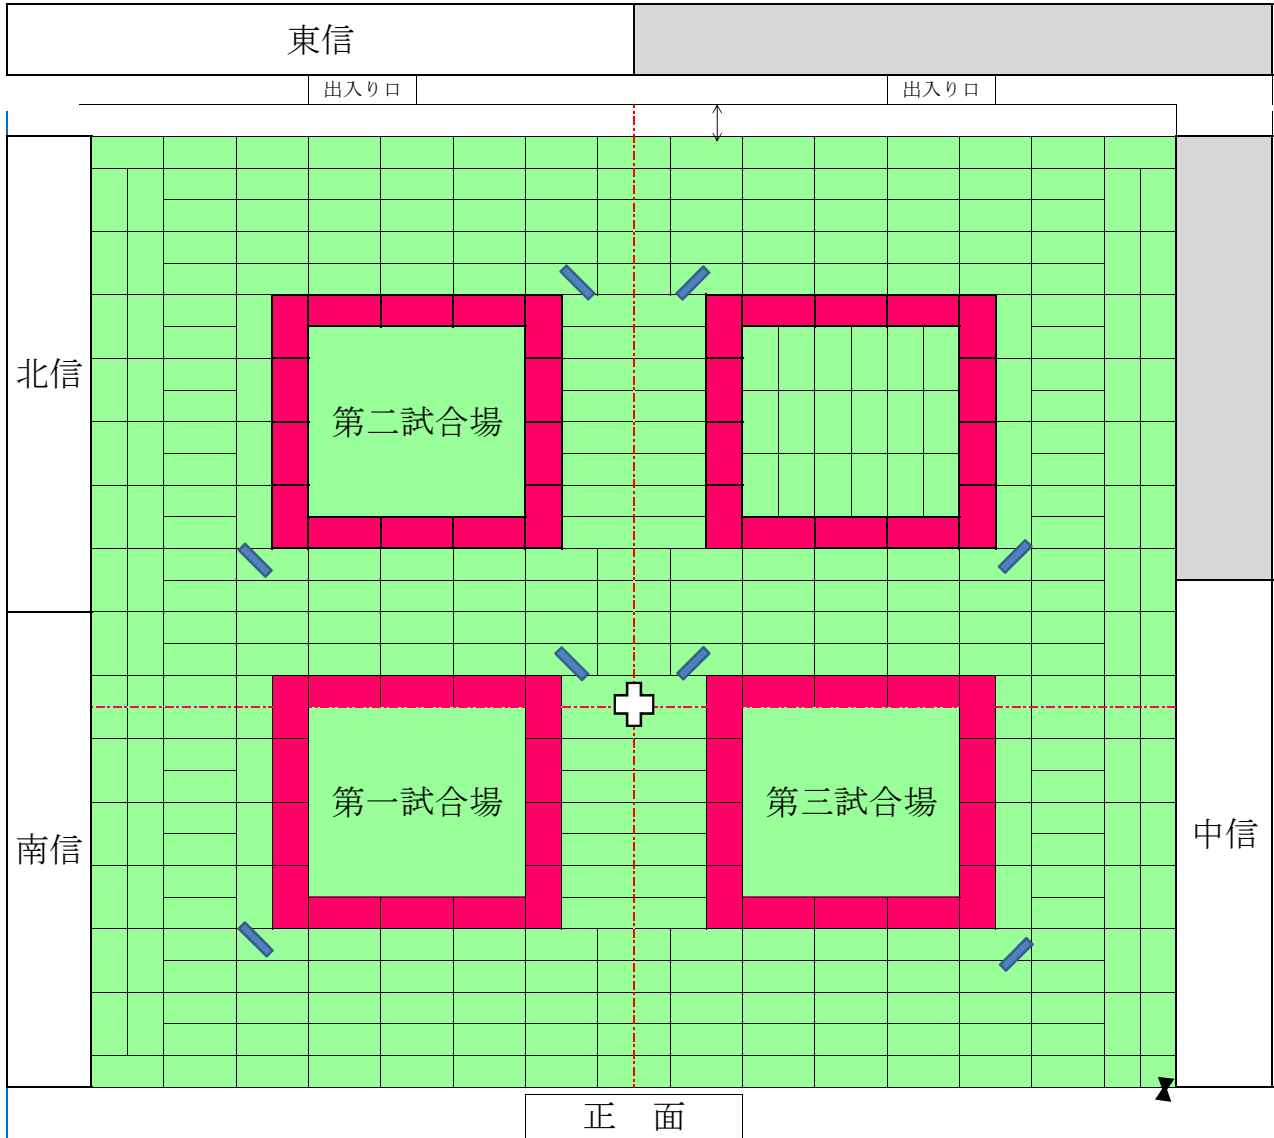 東信
出入り口
出入り口
北信
第二試合場
第一試合場
第三試合場
南信
中信
正　面